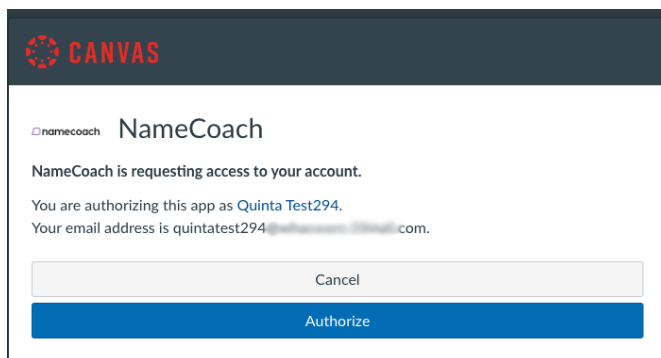 CANVAS
namecoach NameCoach
NameCoach is requesting access to your account.
You are authorizing this app as Quinta Test294.
Your email address is quintatest294 com.
Cancel
Authorize